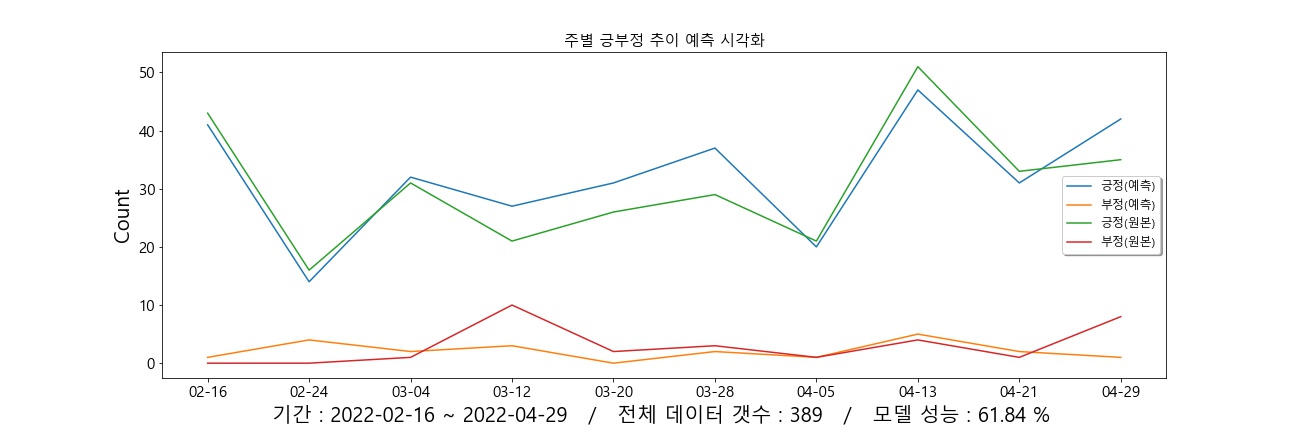 주별 긍부정 추이 예측 시각화
Count
50
40
30
20
10
0
긍정(예측)
부정(예측)
긍정(원본)
부정(원본)
02-16 02-24 03-04 03-12 03-20 03-28 04-05 04-13 04-21 04-29
기간 : 2022-02-16 ~ 2022-04-29 / 전체 데이터 갯수 : 389 / 모델 성능 : 61.84 %